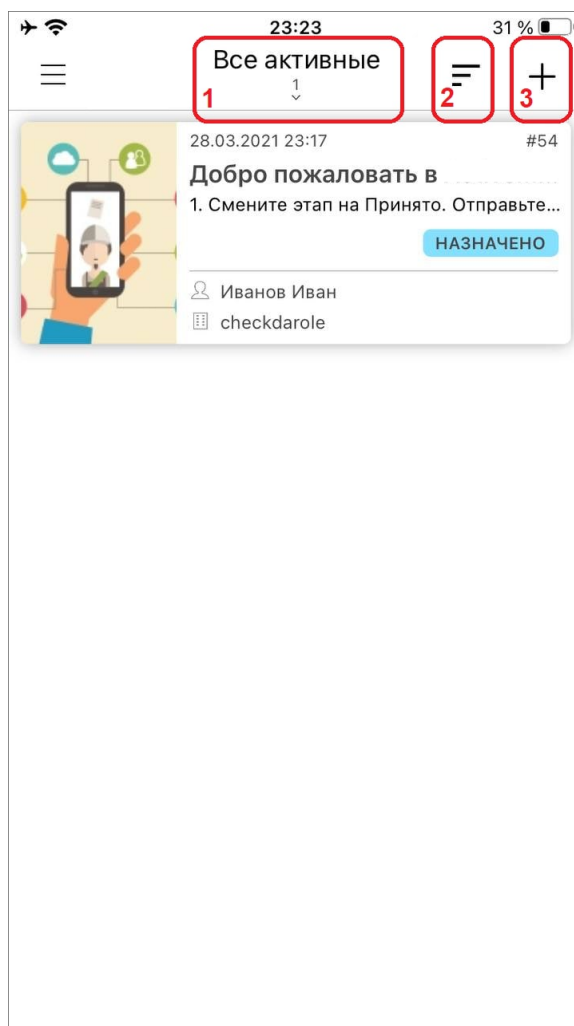 23:23
31 %
Все активные
1
1
2
3
28.03.2021 23:17
#54
Добро пожаловать в
1. Смените этап на Принято. Отправьте...
НАЗНАЧЕНО
Иванов Иван
checkdarole